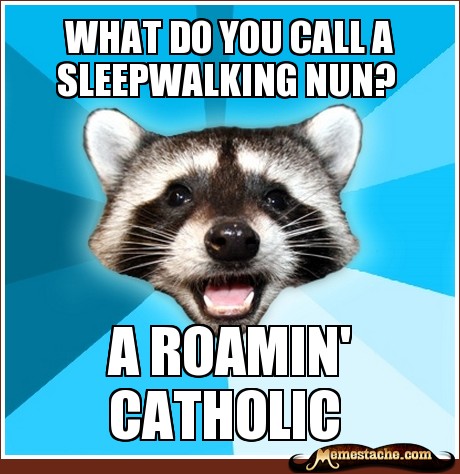 WHAT DO YOU CALL A
SLEEPWALKING NUN?
A ROAMIN'
CATHOLIC
Memestache.com